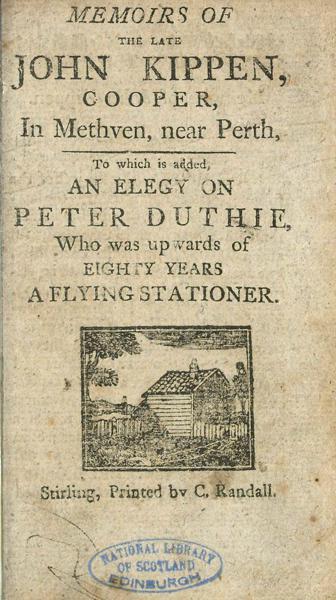 MEMOIRS OF
THE LATE
JOHN KIPPEN,
COOPER,
In Methven, near Perth,
To which is added,
AN ELEGY ON
PETER DUTHIE,
Who was upwards of
EIGHTY YEARS
A FLYING STATIONER.
Stirling, Printed by C. Randall.
NATIONAL LIBRARY
OF SCOTLAND
EDINBURGH